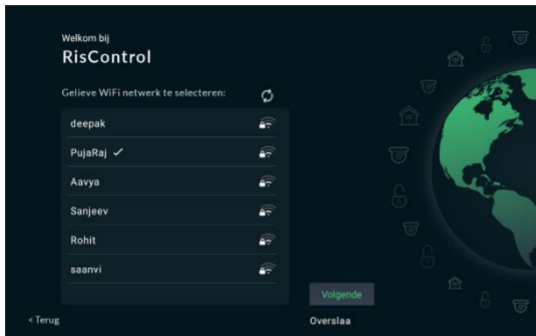 Welkom bij
RisControl
Gelieve WiFi netwerk te selecteren:
deepak
PujaRaj
Aavya
Sanjeev
Rohit
saanvi
Volgende
< Terug
Overslaa